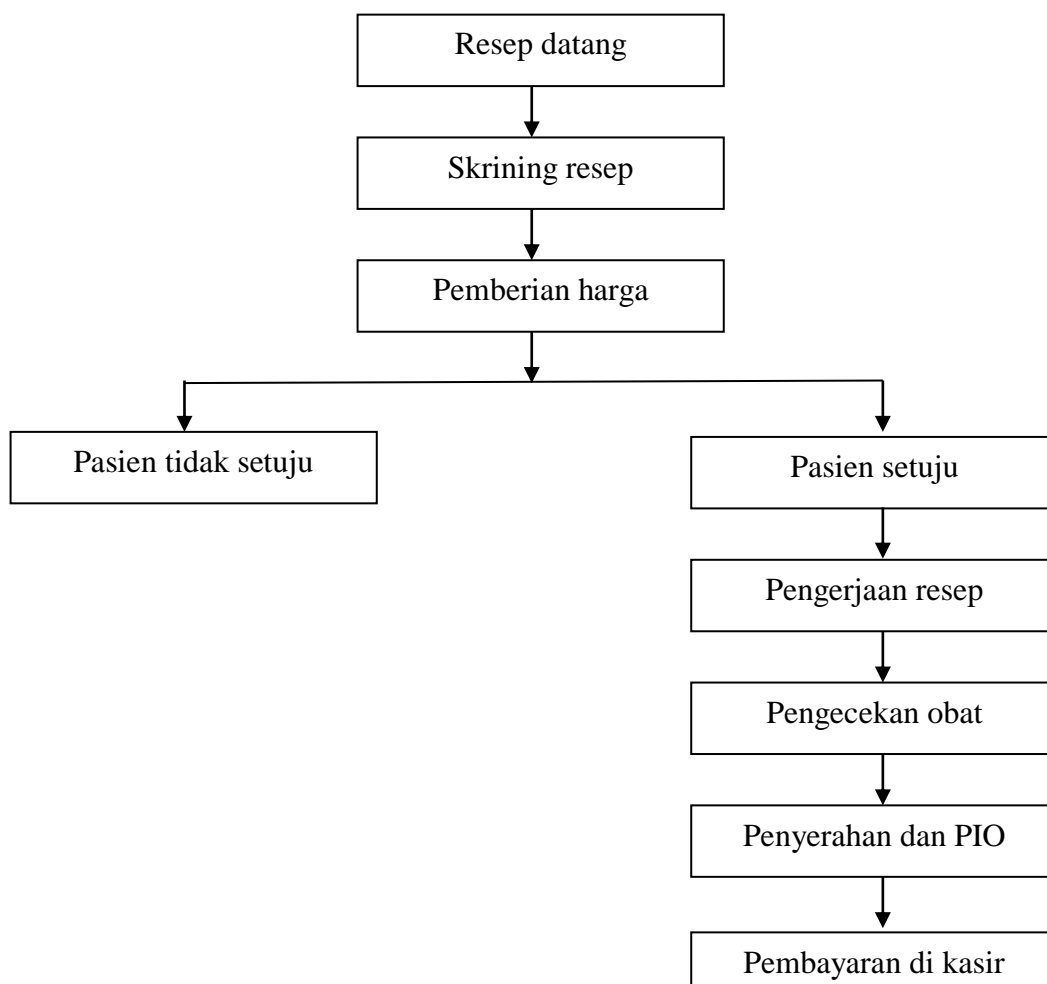 Resep datang
Skrining resep
Pemberian harga
Pasien tidak setuju
Pasien setuju
Pengerjaan resep
Pengecekan obat
Penyerahan dan PIO
Pembayaran di kasir